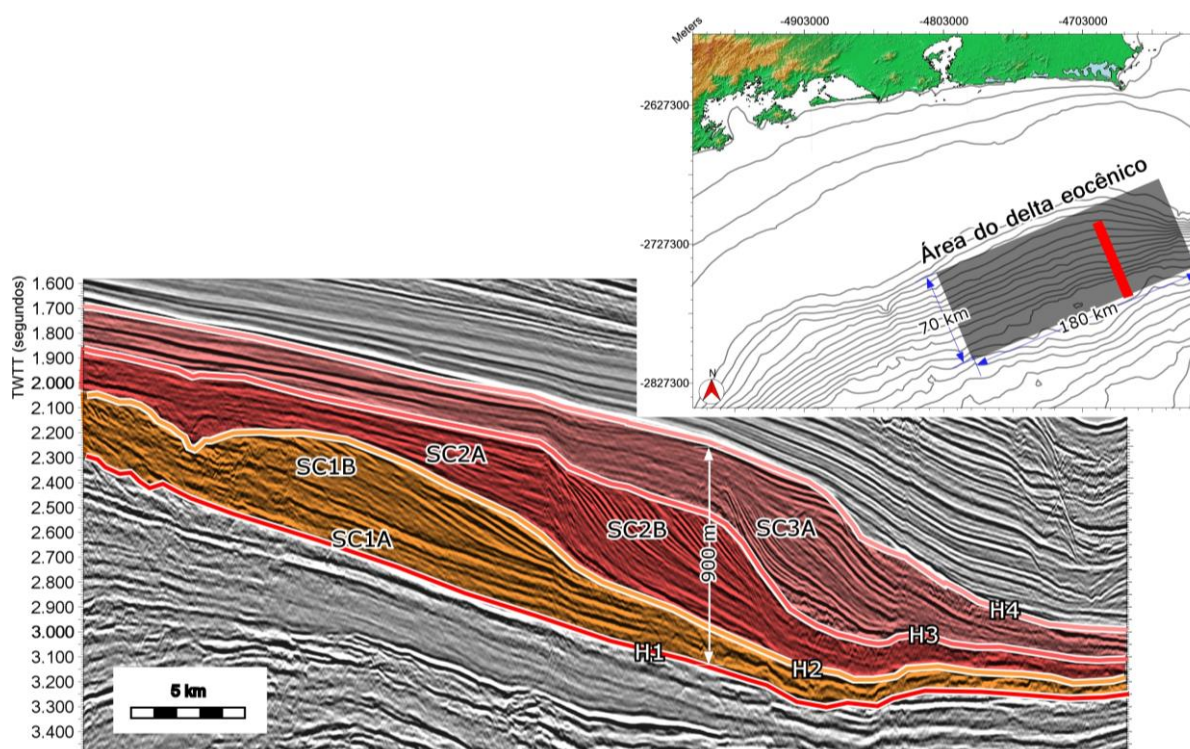 Meters
-4903000
-4803000
-4703000
-2627300
-2727300
-2827300
Área do delta eocênico
70 km
180 km
N
TWTT (segundos)
1.600
1.700
1.800
1.900
2.000
2.100
2.200
2.300
2.400
2.500
2.600
2.700
2.800
2.900
3.000
3.100
3.200
3.300
3.400
SC1B
SC2A
SC1A
SC2B
SC3A
900 m
H1
H2
H3
H4
5 km